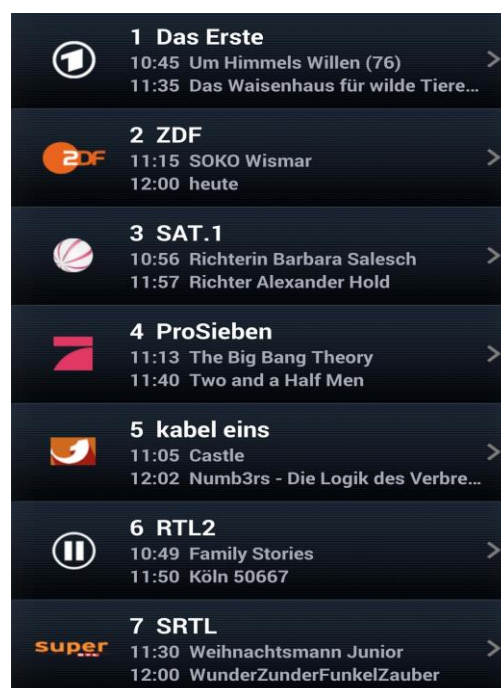 1 Das Erste
10:45 Um Himmels Willen (76)
11:35 Das Waisenhaus für wilde Tiere...
2 ZDF
11:15 SOKO Wismar
12:00 heute
3 SAT.1
10:56 Richterin Barbara Salesch
11:57 Richter Alexander Hold
4 ProSieben
11:13 The Big Bang Theory
11:40 Two and a Half Men
5 kabel eins
11:05 Castle
12:02 Numb3rs - Die Logik des Verbre...
6 RTL2
10:49 Family Stories
11:50 Köln 50667
super
7 SRTL
11:30 Weihnachtsmann Junior
12:00 WunderZunderFunkelZauber